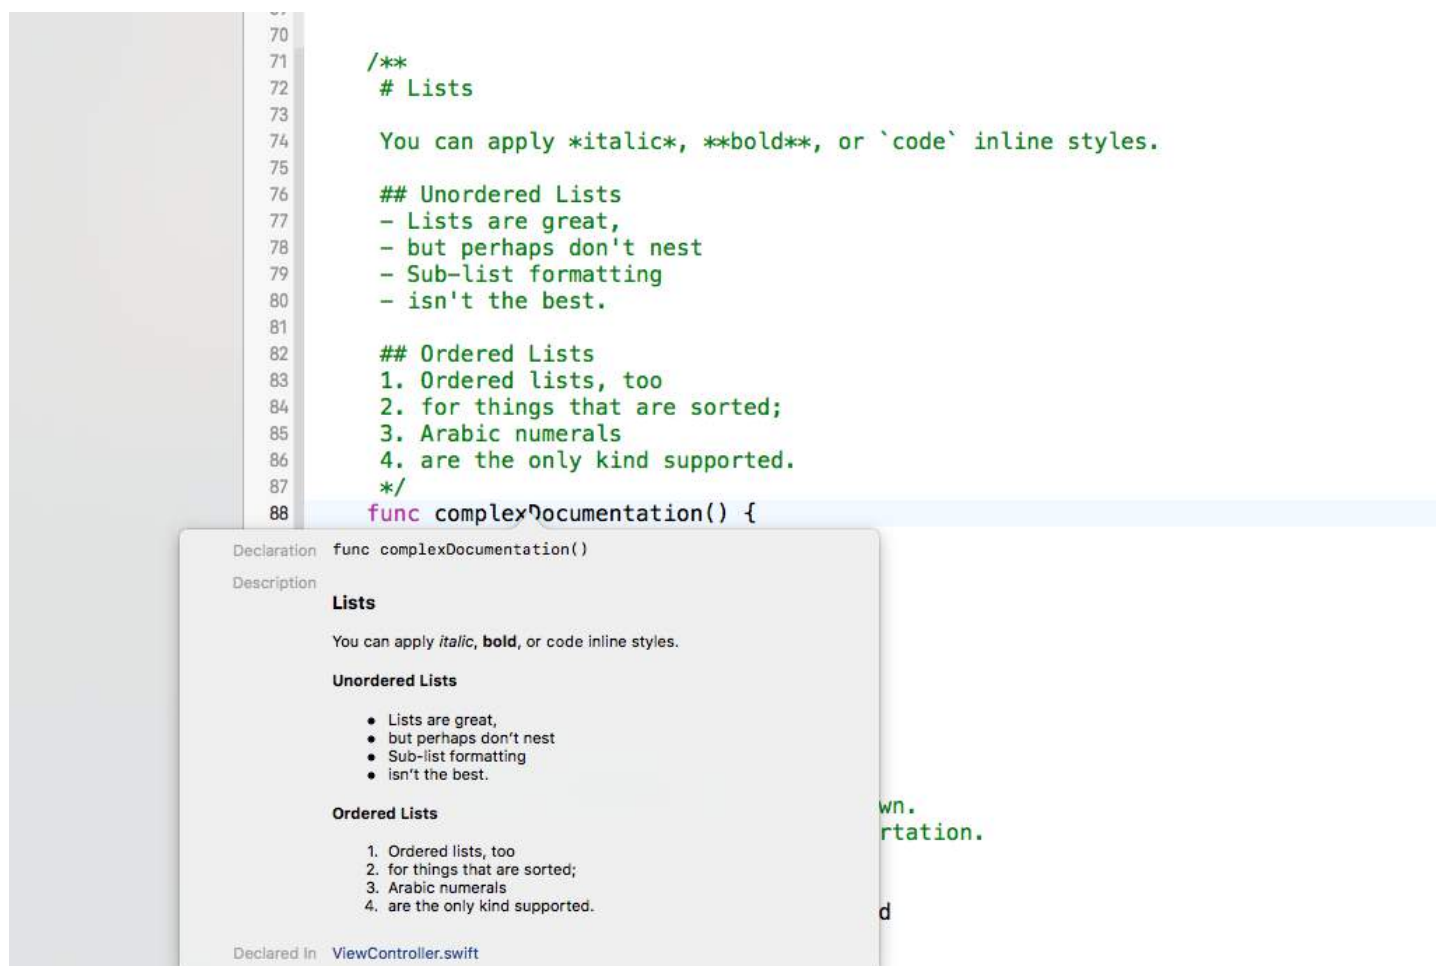 70
71 /**
72 # Lists
73
74 You can apply *italic*, **bold**, or `code` inline styles.
75
76 ## Unordered Lists
77 - Lists are great,
78 - but perhaps don't nest
79 - Sub-list formatting
80 - isn't the best.
81
82 ## Ordered Lists
83 1. Ordered lists, too
84 2. for things that are sorted;
85 3. Arabic numerals
86 4. are the only kind supported.
87 */
88 func complexDocumentation() {
Declaration func complexDocumentation()
Description
Lists
You can apply italic, bold, or code inline styles.
Unordered Lists
• Lists are great,
• but perhaps don’t nest
• Sub-list formatting
• isn’t the best.
wn.
Ordered Lists
rtation.
1. Ordered lists, too
2. for things that are sorted;
3. Arabic numerals
4. are the only kind supported.
d
Declared In ViewController.swift